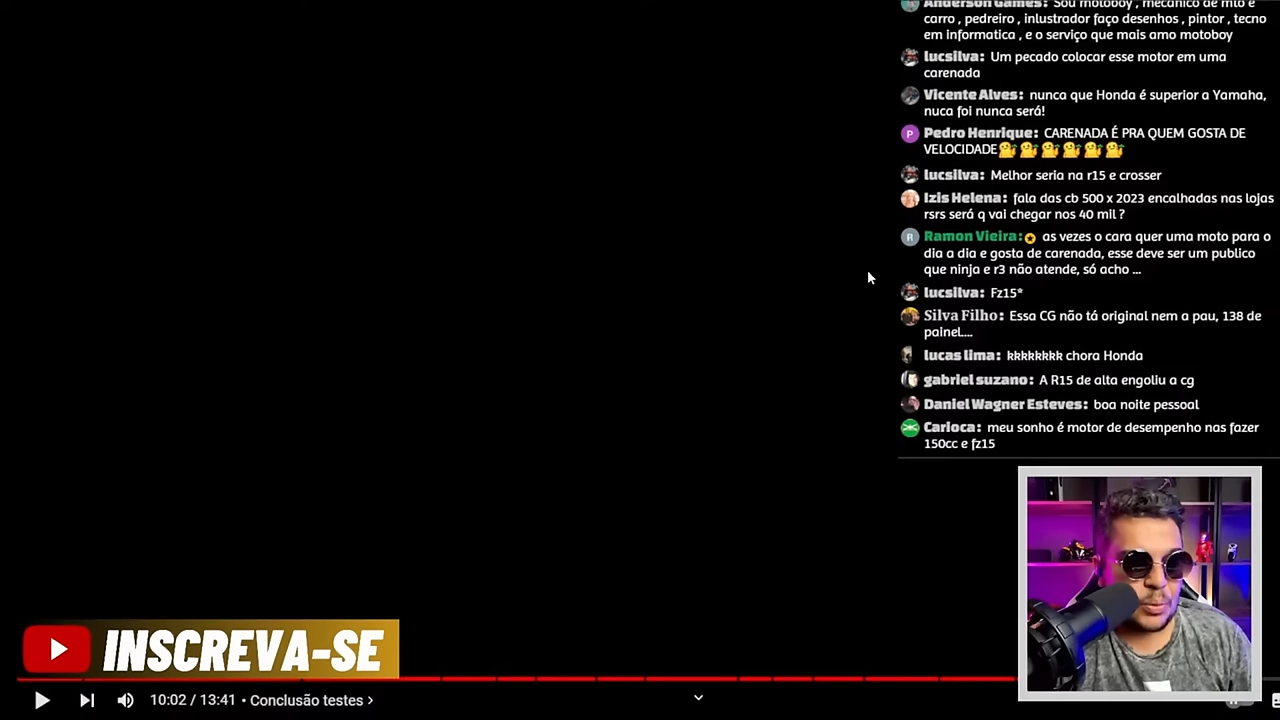 Anderson Games: Sou motoboy , mecânico de mto e
carro , pedreiro , inlustrador faço desenhos , pintor , tecno
em informatica , e o serviço que mais amo motoboy
lucsilva: Um pecado colocar esse motor em uma
carenada
Vicente Alves: nunca que Honda é superior a Yamaha,
nuca foi nunca será!
P Pedro Henrique: CARENADA É PRA QUEM GOSTA DE
VELOCIDADE
lucsilva: Melhor seria na r15 e crosser
Izis Helena: fala das cb 500 x 2023 encalhadas nas lojas
rsrs será q vai chegar nos 40 mil ?
R Ramon Vieira: as vezes o cara quer uma moto para o
dia a dia e gosta de carenada, esse deve ser um publico
que ninja e r3 não atende, só acho ...
lucsilva: Fz15*
Silva Filho: Essa CG não tá original nem a pau, 138 de
painel....
lucas lima: kkkkkkkk chora Honda
gabriel suzano: A R15 de alta engoliu a cg
Daniel Wagner Esteves: boa noite pessoal
Carioca: meu sonho é motor de desempenho nas fazer
150cc e fz15
INSCREVA-SE
10:02 / 13:41 • Conclusão testes >